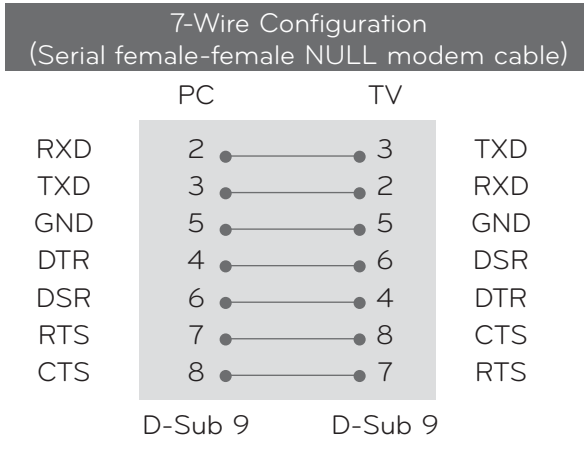 7-Wire Configuration
(Serial female-female NULL modem cable)
PC TV
RXD 2 3 TXD
TXD 3 2 RXD
GND 5 5 GND
DTR 4 6 DSR
DSR 6 4 DTR
RTS 7 8 CTS
CTS 8 7 RTS
D-Sub 9 D-Sub 9